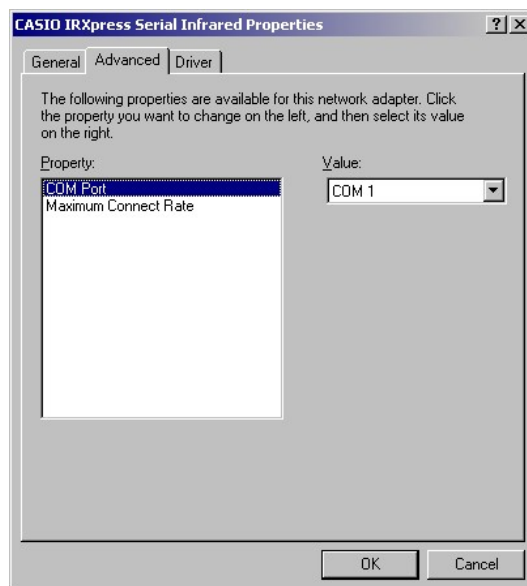 CASIO IRXpress Serial Infrared Properties
General Advanced Driver
The following properties are available for this network adapter. Click
the property you want to change on the left, and then select its value
on the right.
Property:
COM Port
Maximum Connect Rate
Value:
COM 1
OK Cancel